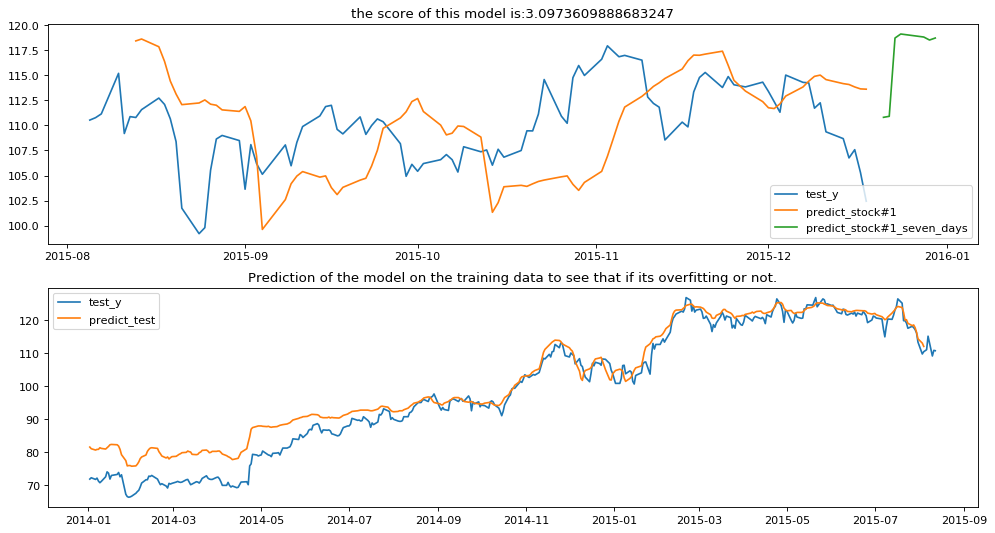 the score of this model is:3.0973609888683247
120.0
117.5
115.0
112.5
110.0
107.5
105.0
102.5
100.0
test_y
predict_stock#1
predict_stock#1_seven_days
2015-08 2015-09 2015-10 2015-11 2015-12 2016-01
Prediction of the model on the training data to see that if its overfitting or not.
test_y
predict_test
120
110
100
90
80
70
2014-01 2014-03 2014-05 2014-07 2014-09 2014-11 2015-01 2015-03 2015-05 2015-07 2015-09